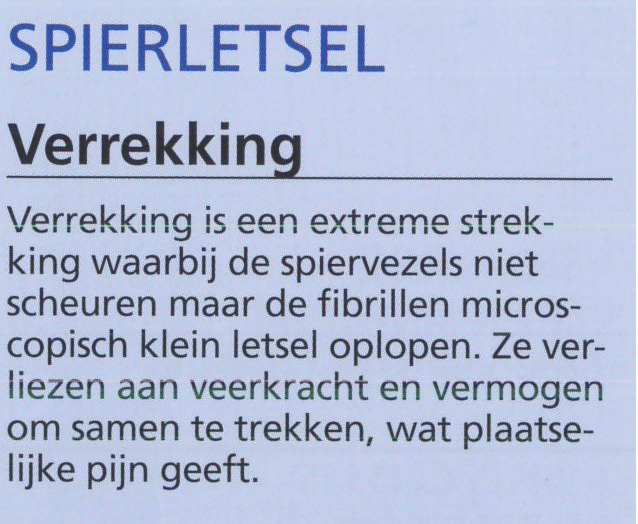 SPIERLETSEL
Verrekking
Verrekking is een extreme strek-
king waarbij de spiervezels niet
scheuren maar de fibrillen micros-
copisch klein letsel oplopen. Ze ver-
liezen aan veerkracht en vermogen
om samen te trekken, wat plaatse-
lijke pijn geeft.